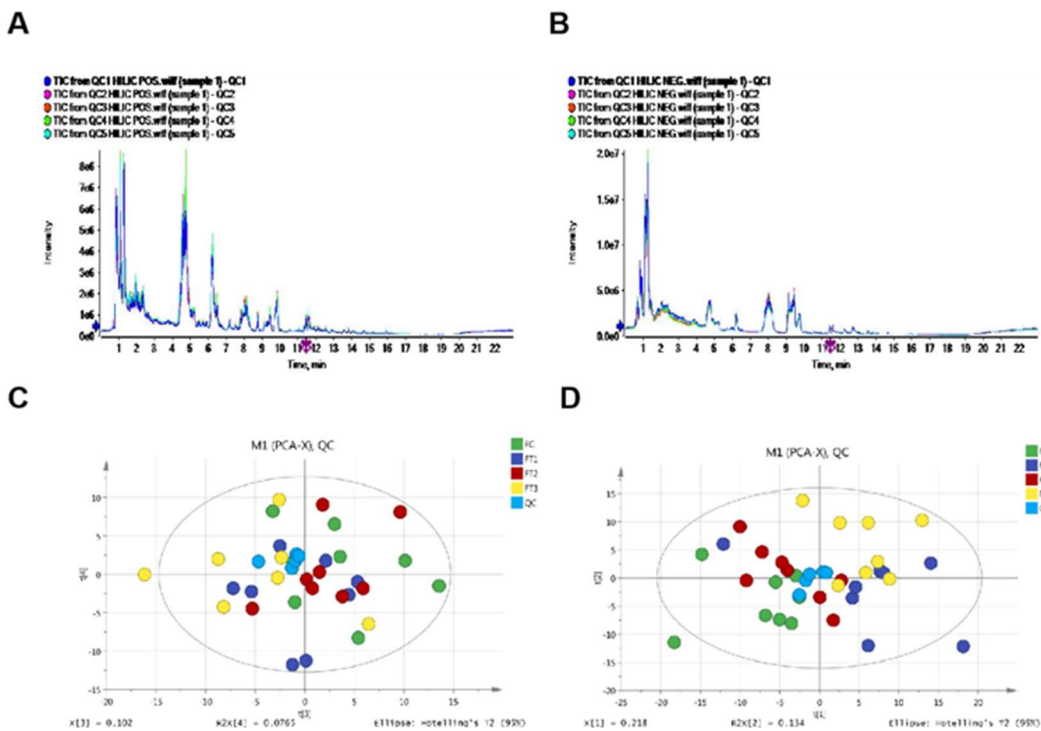 A
TIC from QC1 HILIC POS.wiff (sample 1) - QC1
TIC from QC2 HILIC POS.wiff (sample 1) - QC2
TIC from QC3 HILIC POS.wiff (sample 1) - QC3
TIC from QC4 HILIC POS.wiff (sample 1) - QC4
TIC from QC5 HILIC POS.wiff (sample 1) - QC5
8e6
7e6
6e6
5e6
4e6
3e6
2e6
1e6
0e0
Intensity
1 2 3 4 5 6 7 8 9 10 11 12 13 14 15 16 17 18 19 20 21 22
Time, min
B
TIC from QC1 HILIC NEG.wiff (sample 1) - QC1
TIC from QC2 HILIC NEG.wiff (sample 1) - QC2
TIC from QC3 HILIC NEG.wiff (sample 1) - QC3
TIC from QC4 HILIC NEG.wiff (sample 1) - QC4
TIC from QC5 HILIC NEG.wiff (sample 1) - QC5
2.0e7
1.5e7
1.0e7
5.0e6
0.0e0
Intensity
1 2 3 4 5 6 7 8 9 10 11 12 13 14 15 16 17 18 19 20 21 22
Time, min
C
M1 (PCA-X), QC
FC
FT1
FT2
FT3
QC
10
5
0
-5
-10
-15
t[4]
-20 -15 -10 -5 0 5 10 15
t[3]
X[3] = 0.102 R2X[4] = 0.0765 Ellipse: Hotelling's T2 (95%)
D
M1 (PCA-X), QC
15
10
5
0
-5
-10
-15
-20
t[2]
-25 -20 -15 -10 -5 0 5 10 15 20
t[1]
X[1] = 0.218 R2X[2] = 0.134 Ellipse: Hotelling's T2 (95%)